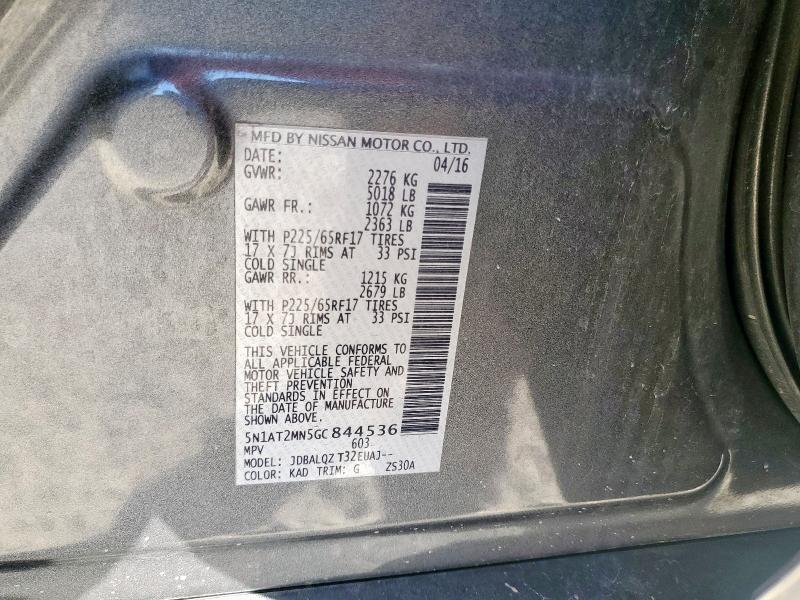 MFD BY NISSAN MOTOR CO., LTD.
DATE: 04/16
GVWR: 2276 KG
5018 LB
GAWR FR.: 1072 KG
2363 LB
WITH P225/65RF17 TIRES
17 X 7J RIMS AT 33 PSI
COLD SINGLE
GAWR RR.: 1215 KG
2679 LB
WITH P225/65RF17 TIRES
17 X 7J RIMS AT 33 PSI
COLD SINGLE
THIS VEHICLE CONFORMS TO
ALL APPLICABLE FEDERAL
MOTOR VEHICLE SAFETY AND
THEFT PREVENTION
STANDARDS IN EFFECT ON
THE DATE OF MANUFACTURE
SHOWN ABOVE.
5N1AT2MN5GC844536
MPV 603
MODEL: JDBALQZ T32EUAJ--
COLOR: KAD TRIM: G ZS30A